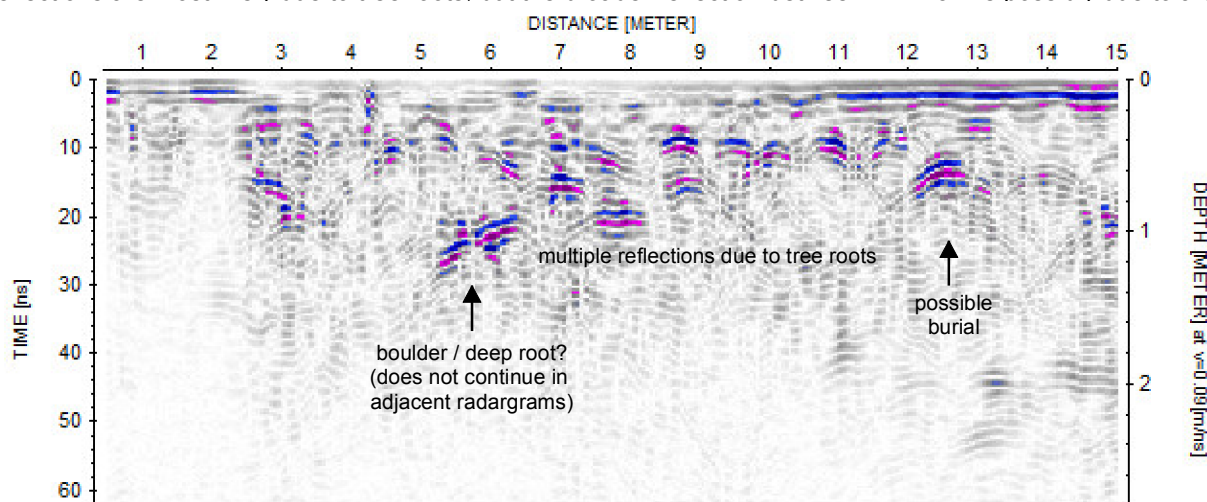 DISTANCE [METER]
1 2 3 4 5 6 7 8 9 10 11 12 13 14 15
0
10
20
30
40
50
60
TIME [ns]
0
1
2
DEPTH [METER] at v=0.09[m/ns]
multiple reflections due to tree roots
possible
burial
boulder / deep root?
(does not continue in
adjacent radargrams)